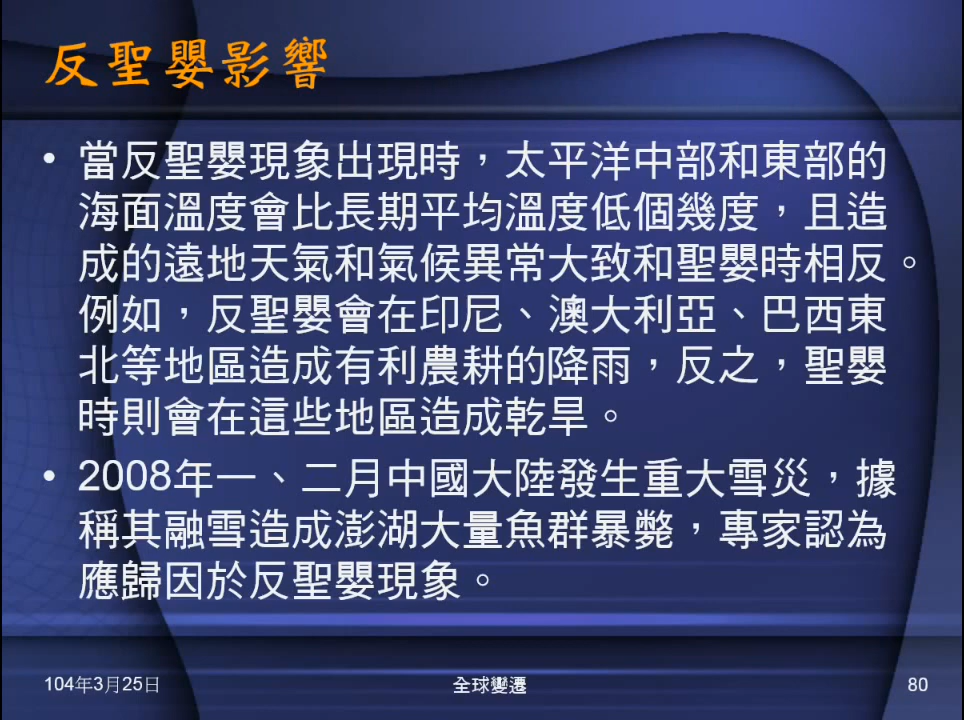 反聖嬰影響
• 當反聖嬰現象出現時，太平洋中部和東部的
海面溫度會比長期平均溫度低個幾度，且造
成的遠地天氣和氣候異常大致和聖嬰時相反。
例如，反聖嬰會在印尼、澳大利亞、巴西東
北等地區造成有利農耕的降雨，反之，聖嬰
時則會在這些地區造成乾旱。
• 2008年一、二月中國大陸發生重大雪災，據
稱其融雪造成澎湖大量魚群暴斃，專家認為
應歸因於反聖嬰現象。
104年3月25日
全球變遷
80